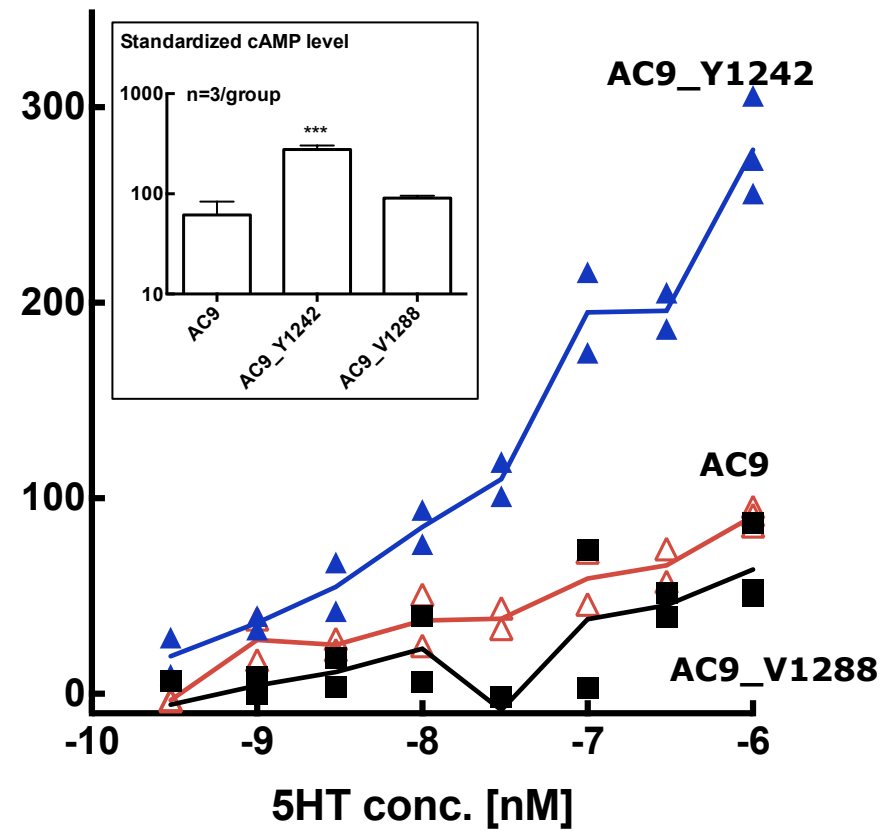 Standardized cAMP level
n=3/group
1000
100
10
***
AC9
AC9_Y1242
AC9_V1288
AC9_Y1242
AC9
AC9_V1288
300
200
100
0
-10
-9
-8
-7
-6
5HT conc. [nM]